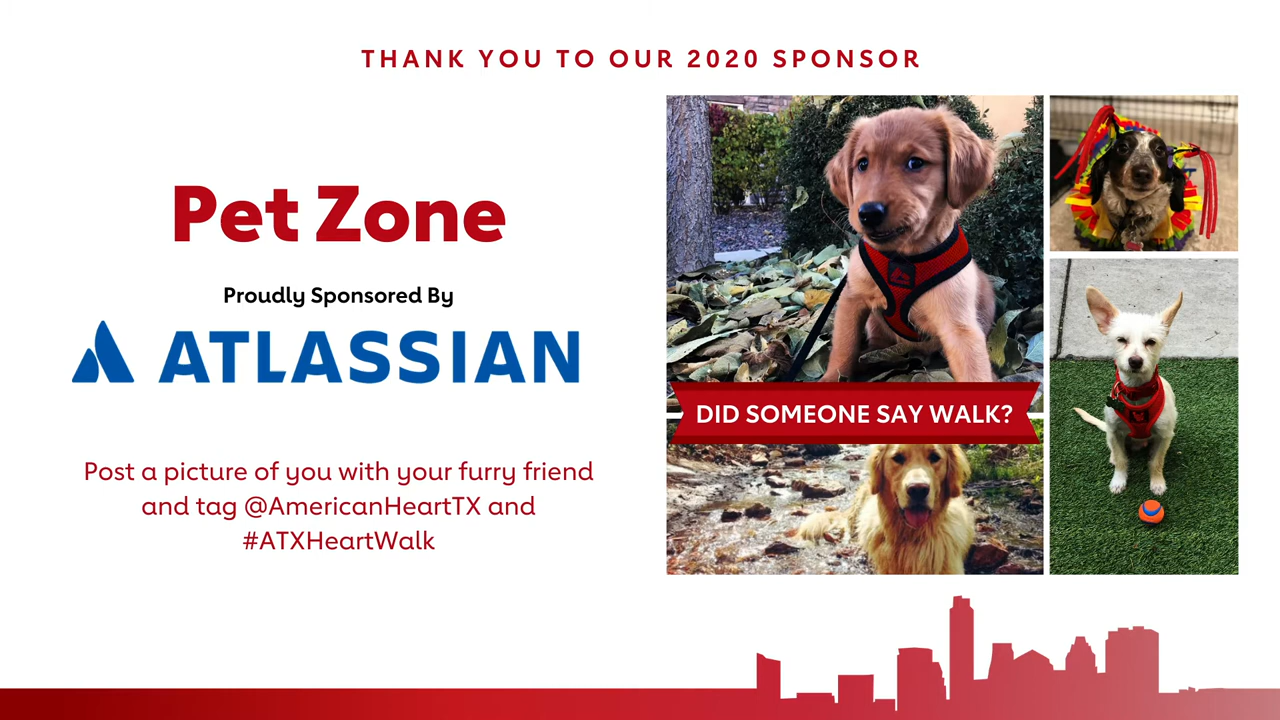 THANK YOU TO OUR 2020 SPONSOR
Pet Zone
Proudly Sponsored By
ATLASSIAN
Post a picture of you with your furry friend
and tag @AmericanHeartTX and
#ATXHeartWalk
DID SOMEONE SAY WALK?